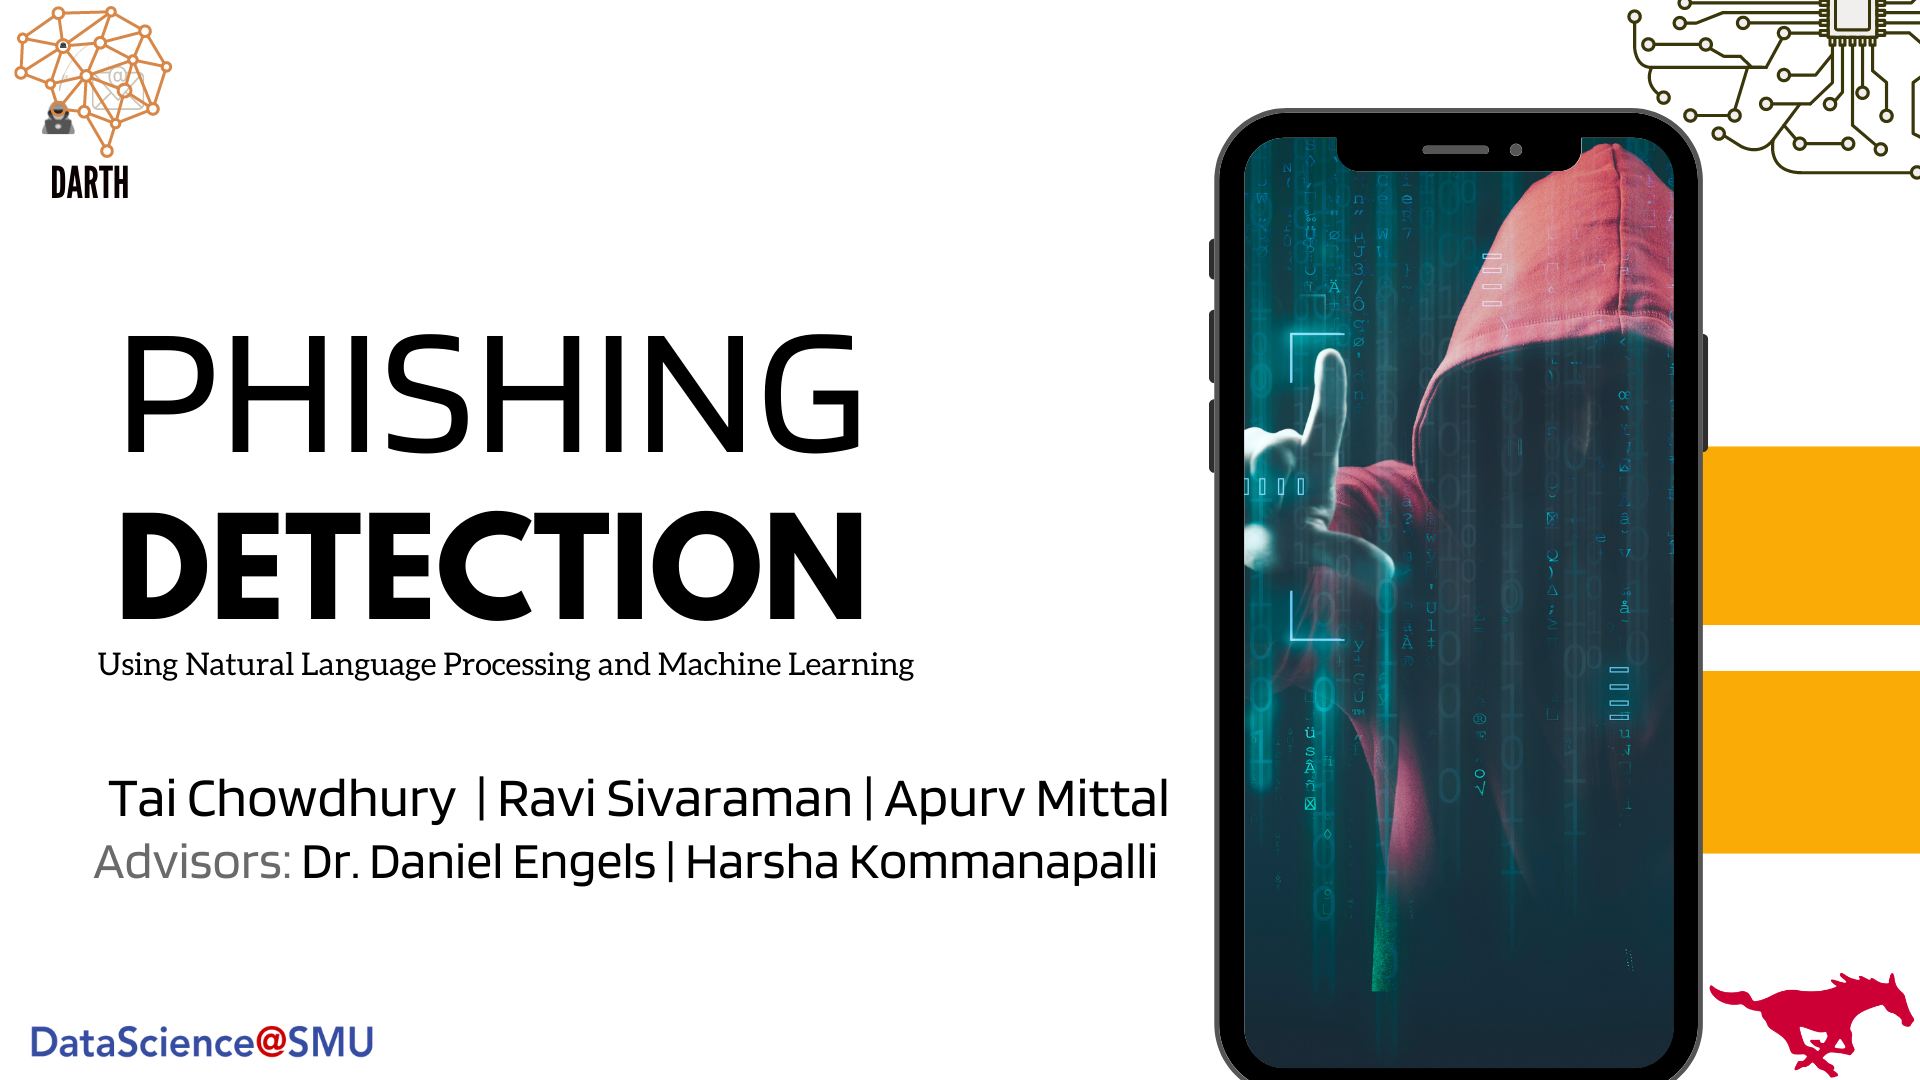 DARTH
PHISHING
DETECTION
Using Natural Language Processing and Machine Learning
Tai Chowdhury | Ravi Sivaraman | Apurv Mittal
Advisors: Dr. Daniel Engels | Harsha Kommanapalli
DataScience@SMU